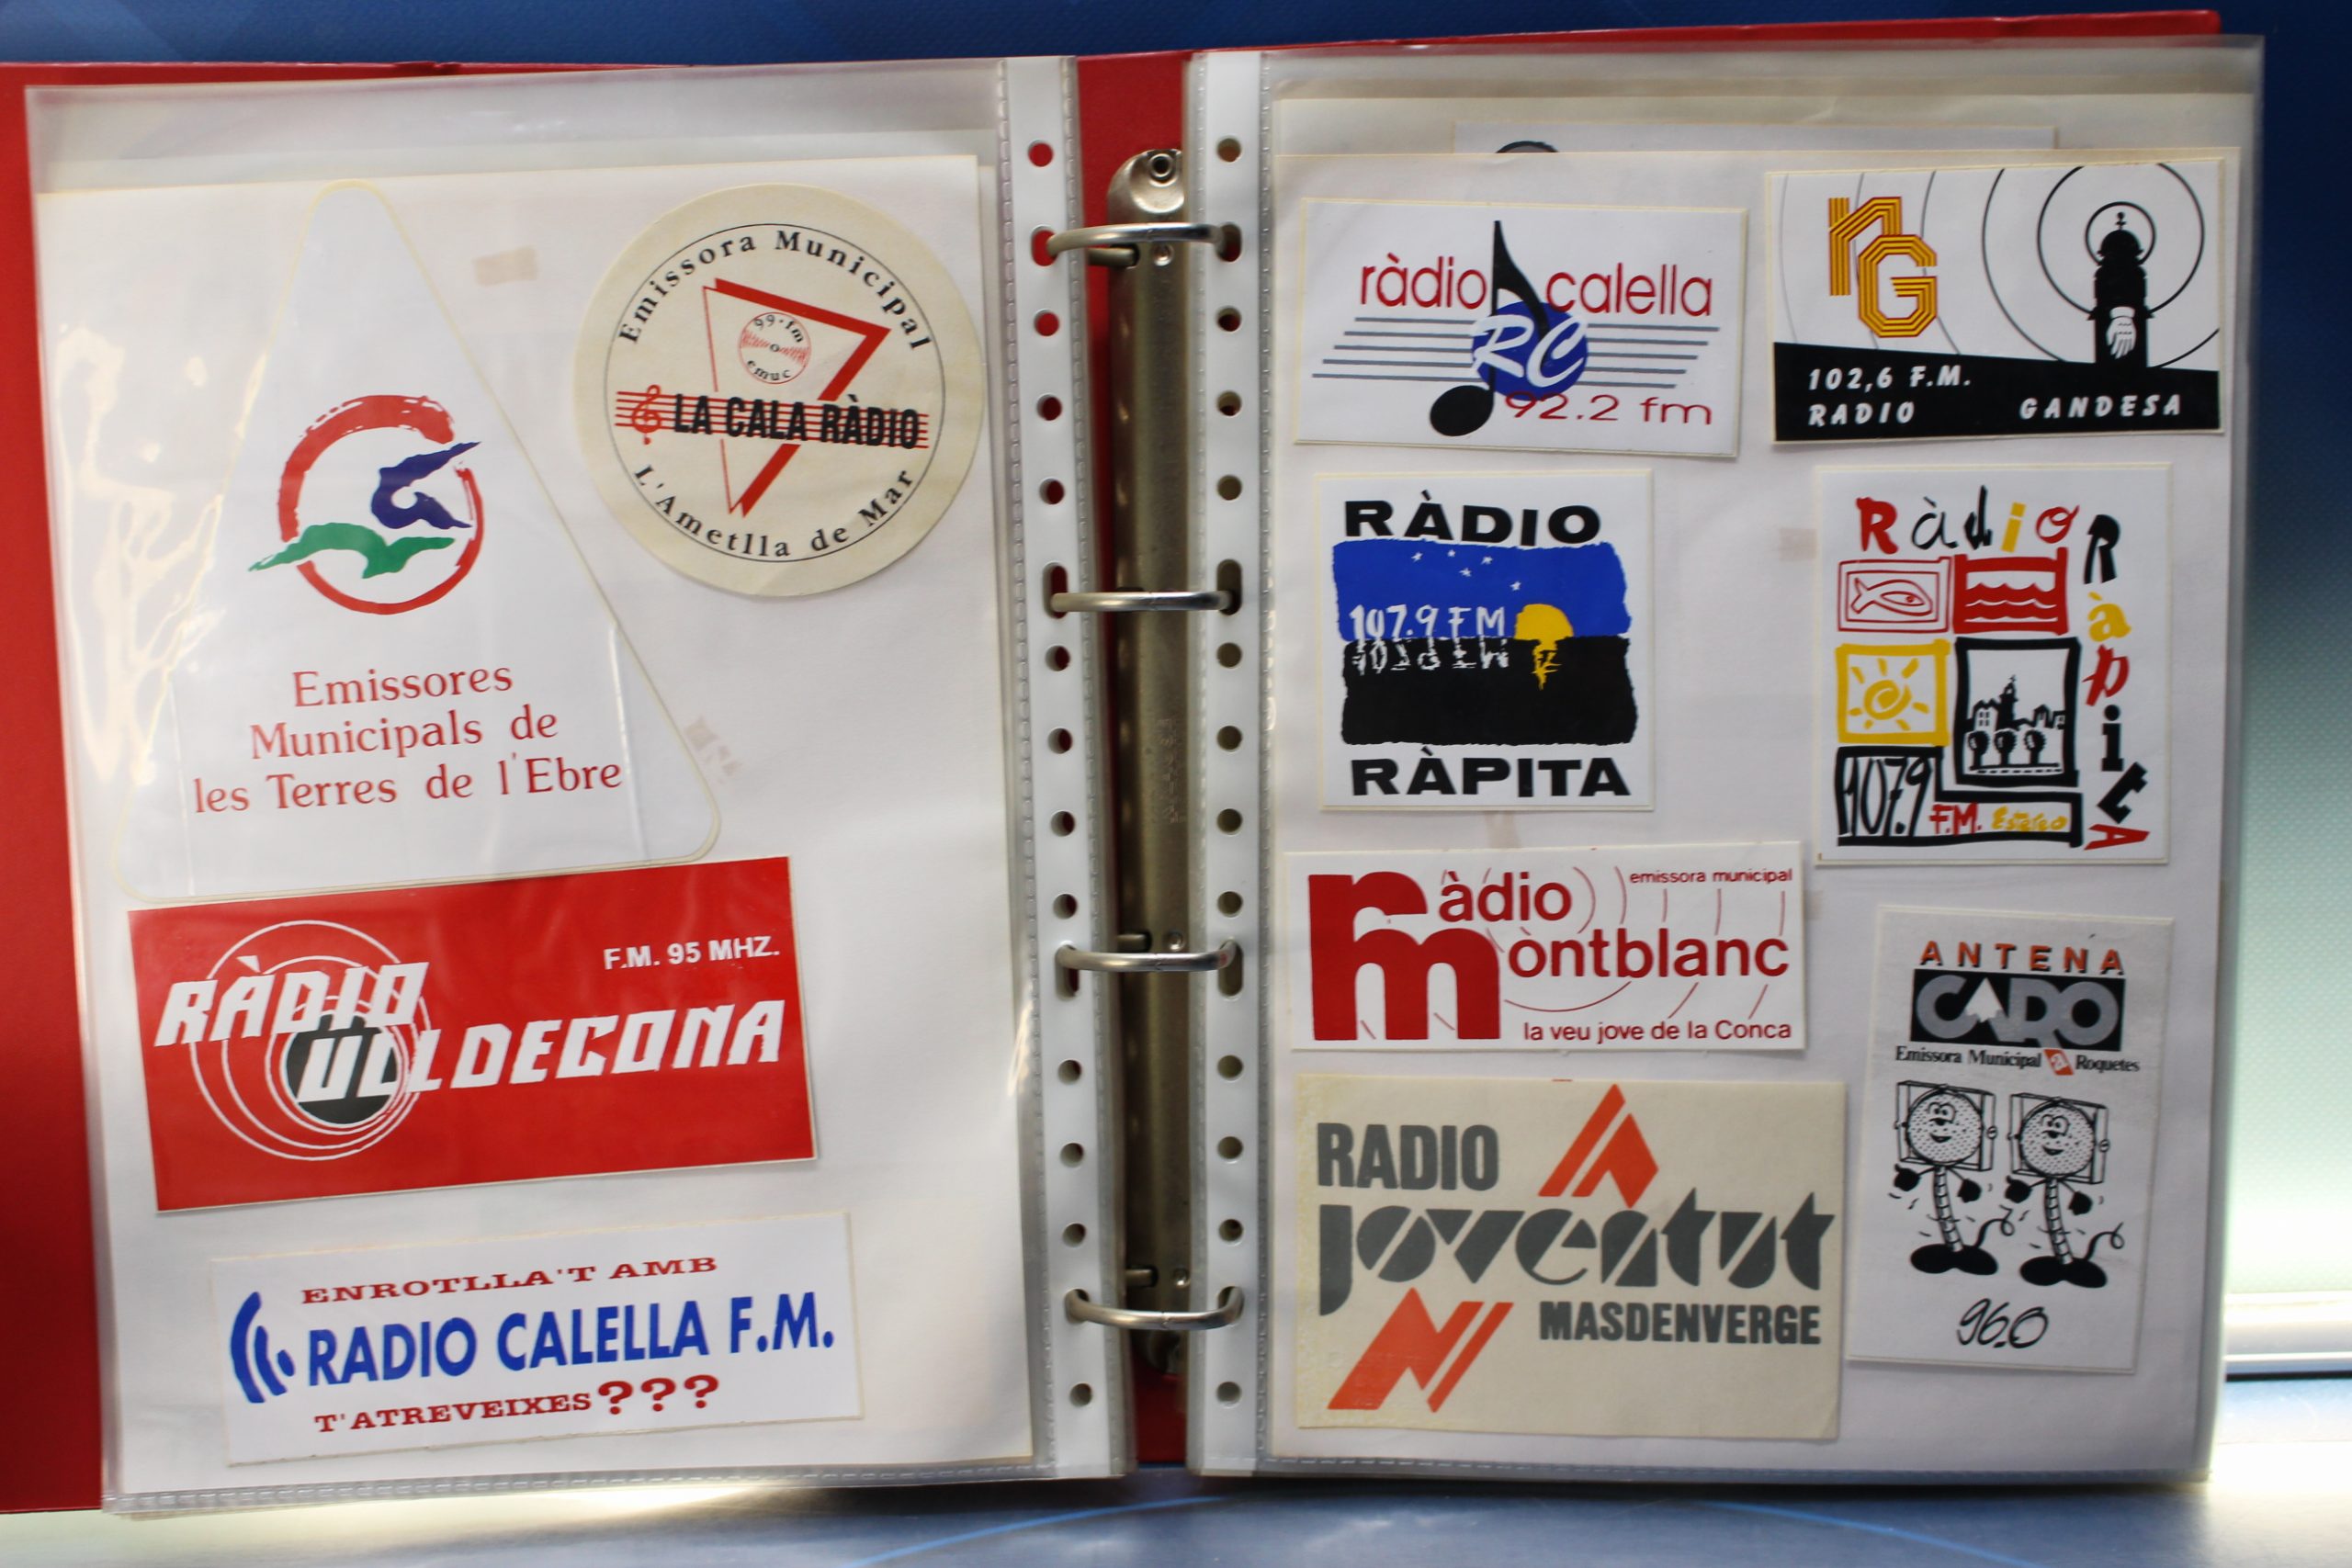 Emissores
Municipals de
les Terres de l'Ebre
Emissora Municipal
99·fm
emuc
LA CALA RÀDIO
L'Ametlla de Mar
F.M. 95 MHZ.
RÀDIO
ULLDECONA
ENROTLLA'T AMB
RADIO CALELLA F.M.
T'ATREVEIXES???
ràdio calella
RC
92.2 fm
rG
102,6 F.M.
RADIO GANDESA
RÀDIO
107.9 FM
RÀPITA
Ràdio
Ràpita
107.9
F.M. Estéreo
emissora municipal
ràdio
montblanc
la veu jove de la Conca
ANTENA
CARO
Emissora Municipal Roquetes
96.0
RADIO
joventut
MASDENVERGE